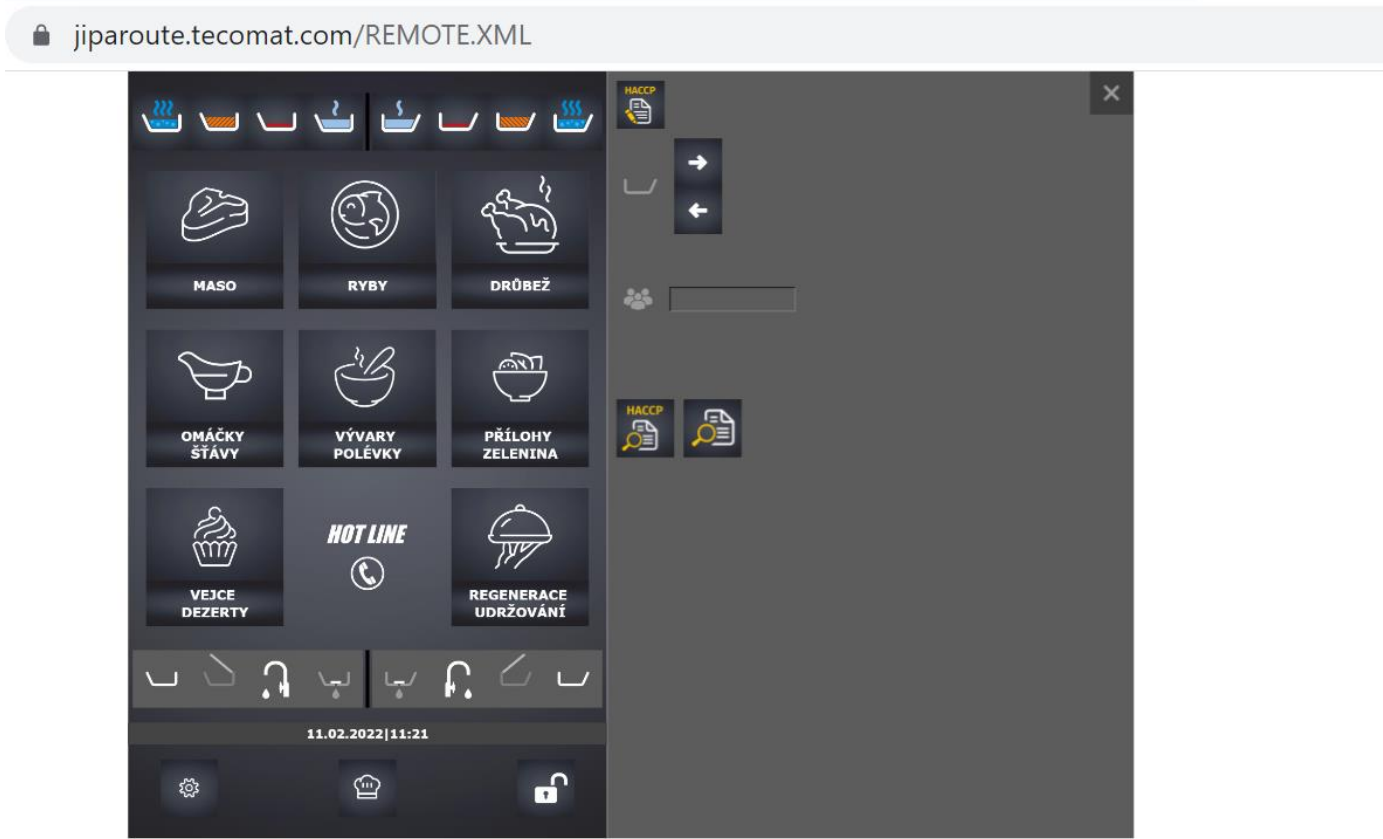 jiparoute.tecomat.com/REMOTE.XML
HACCP
MASO
RYBY
DRŮBEŽ
OMÁČKY
ŠŤÁVY
VÝVARY
POLÉVKY
PŘÍLOHY
ZELENINA
HACCP
VEJCE
DEZERTY
HOT LINE
REGENERACE
UDRŽOVÁNÍ
11.02.2022|11:21